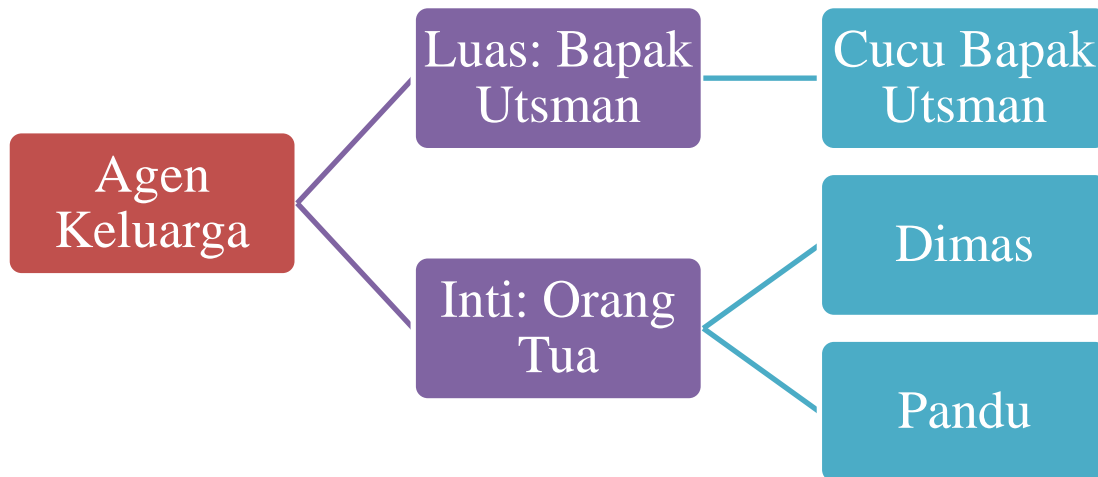 Agen
Keluarga
Luas: Bapak
Utsman
Cucu Bapak
Utsman
Inti: Orang
Tua
Dimas
Pandu